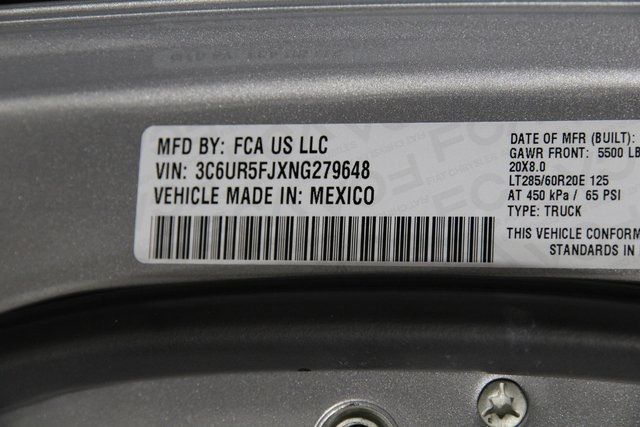 MFD BY: FCA US LLC
VIN: 3C6UR5FJXNG279648
VEHICLE MADE IN: MEXICO
DATE OF MFR (BUILT):
GAWR FRONT: 5500 LB
20X8.0
LT285/60R20E 125
AT 450 kPa / 65 PSI
TYPE: TRUCK
THIS VEHICLE CONFORM
STANDARDS IN